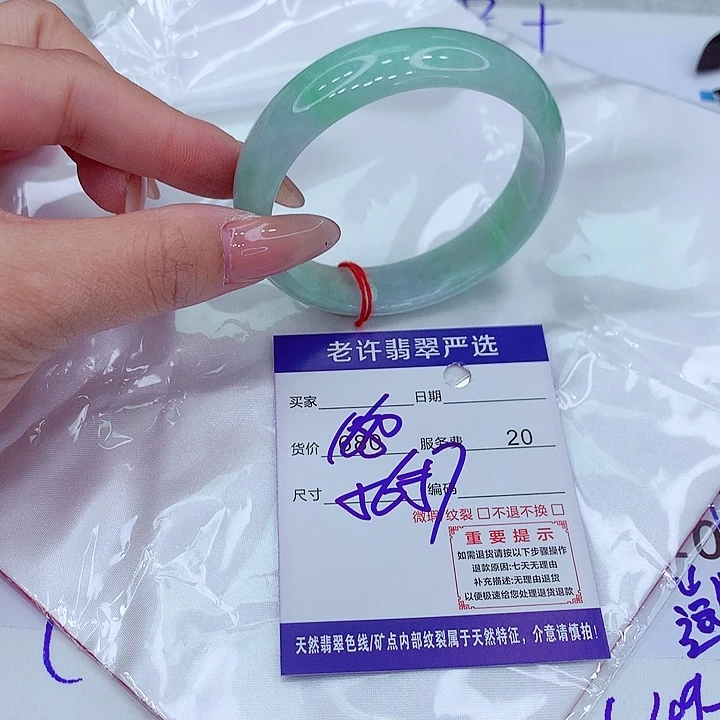 老许翡翠严选
买家 日期
货价 680 服务费 20
尺寸 编码
微瑕 纹裂 □不退不换 □
重要提示
如需退货请按以下步骤操作
退款原因:七天无理由
补充描述:无理由退货
以便极速给您处理退货退款
天然翡翠色线/矿点内部纹裂属于天然特征，介意请慎拍!